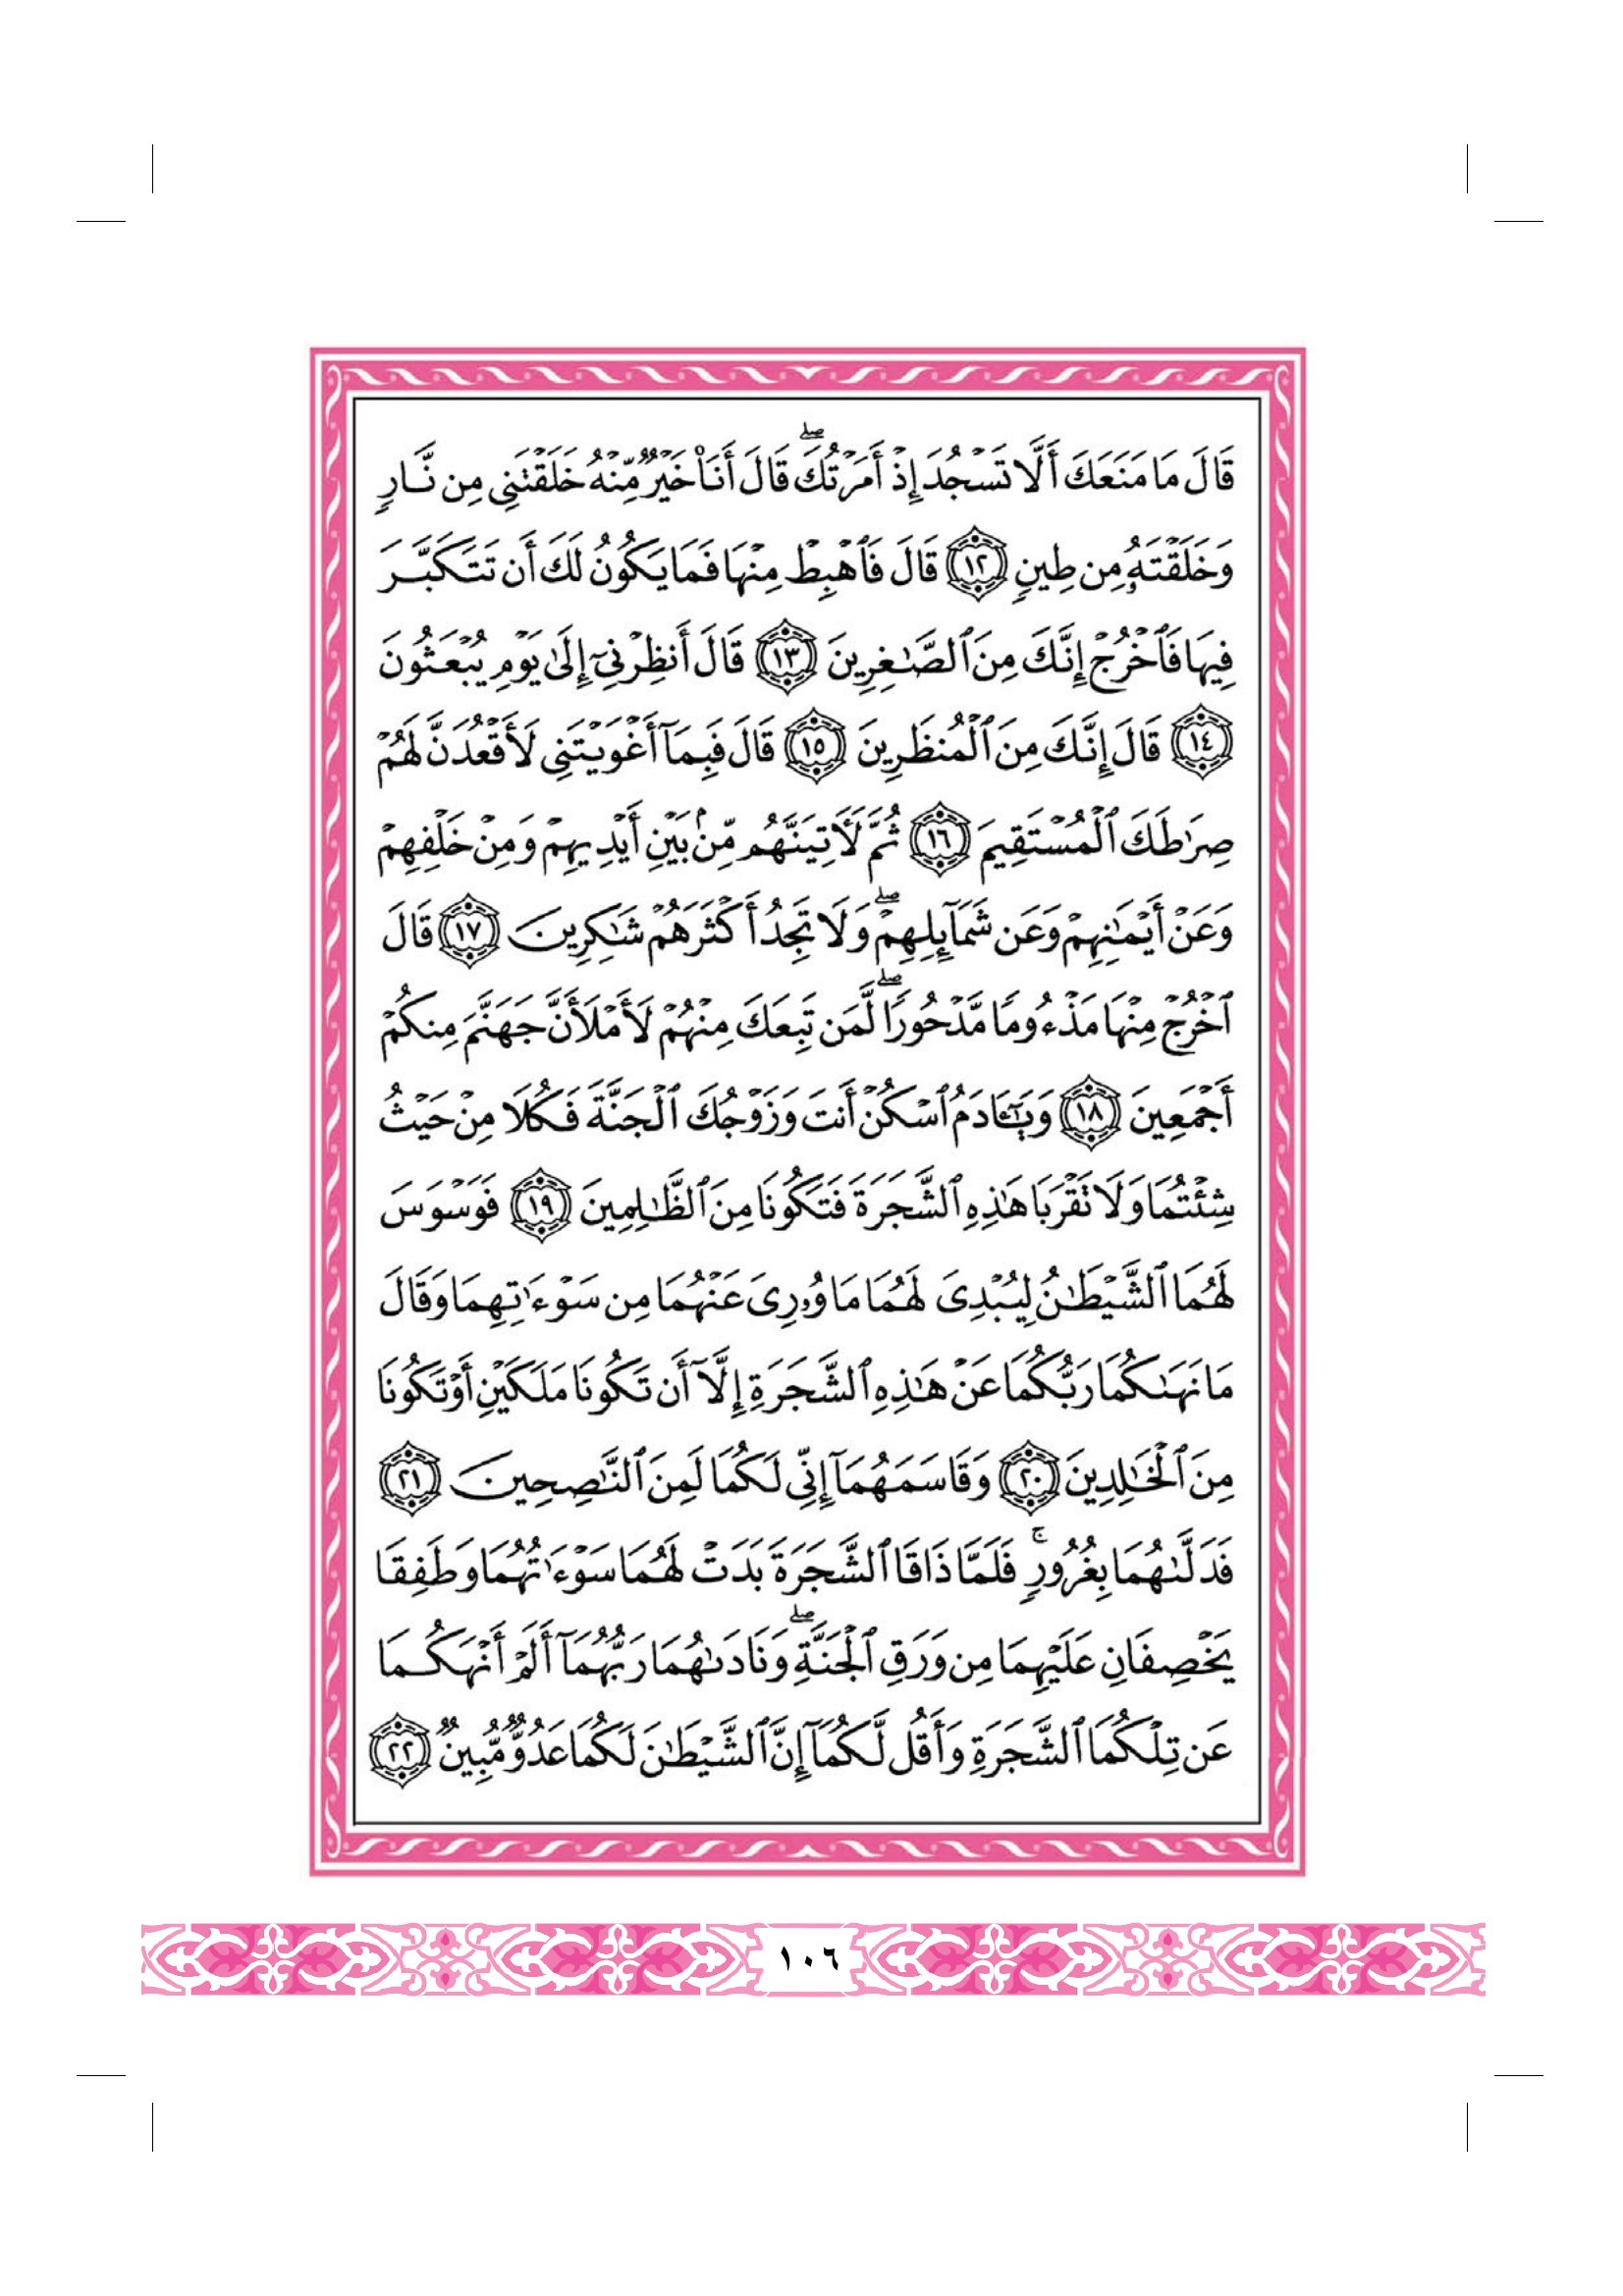 قَالَ مَا مَنَعَكَ أَلَّا تَسۡجُدَ إِذۡ أَمَرۡتُكَۖ قَالَ أَنَا۠ خَيۡرٞ مِّنۡهُ خَلَقۡتَنِي مِن نَّارٖ
وَخَلَقۡتَهُۥ مِن طِينٖ ١٢ قَالَ فَٱهۡبِطۡ مِنۡهَا فَمَا يَكُونُ لَكَ أَن تَتَكَبَّرَ
فِيهَا فَٱخۡرُجۡ إِنَّكَ مِنَ ٱلصَّٰغِرِينَ ١٣ قَالَ أَنظِرۡنِيٓ إِلَىٰ يَوۡمِ يُبۡعَثُونَ
١٤ قَالَ إِنَّكَ مِنَ ٱلۡمُنظَرِينَ ١٥ قَالَ فَبِمَآ أَغۡوَيۡتَنِي لَأَقۡعُدَنَّ لَهُمۡ
صِرَٰطَكَ ٱلۡمُسۡتَقِيمَ ١٦ ثُمَّ لَأٓتِيَنَّهُم مِّنۢ بَيۡنِ أَيۡدِيهِمۡ وَمِنۡ خَلۡفِهِمۡ
وَعَنۡ أَيۡمَٰنِهِمۡ وَعَن شَمَآئِلِهِمۡۖ وَلَا تَجِدُ أَكۡثَرَهُمۡ شَٰكِرِينَ ١٧ قَالَ
ٱخۡرُجۡ مِنۡهَا مَذۡءُومٗا مَّدۡحُورٗاۖ لَّمَن تَبِعَكَ مِنۡهُمۡ لَأَمۡلَأَنَّ جَهَنَّمَ مِنكُمۡ
أَجۡمَعِينَ ١٨ وَيَٰٓـَٔادَمُ ٱسۡكُنۡ أَنتَ وَزَوۡجُكَ ٱلۡجَنَّةَ فَكُلَا مِنۡ حَيۡثُ
شِئۡتُمَا وَلَا تَقۡرَبَا هَٰذِهِ ٱلشَّجَرَةَ فَتَكُونَا مِنَ ٱلظَّٰلِمِينَ ١٩ فَوَسۡوَسَ
لَهُمَا ٱلشَّيۡطَٰنُ لِيُبۡدِيَ لَهُمَا مَا وُۥرِيَ عَنۡهُمَا مِن سَوۡءَٰتِهِمَا وَقَالَ
مَا نَهَىٰكُمَا رَبُّكُمَا عَنۡ هَٰذِهِ ٱلشَّجَرَةِ إِلَّآ أَن تَكُونَا مَلَكَيۡنِ أَوۡ تَكُونَا
مِنَ ٱلۡخَٰلِدِينَ ٢٠ وَقَاسَمَهُمَآ إِنِّي لَكُمَا لَمِنَ ٱلنَّٰصِحِينَ ٢١
فَدَلَّىٰهُمَا بِغُرُورٖۚ فَلَمَّا ذَاقَا ٱلشَّجَرَةَ بَدَتۡ لَهُمَا سَوۡءَٰتُهُمَا وَطَفِقَا
يَخۡصِفَانِ عَلَيۡهِمَا مِن وَرَقِ ٱلۡجَنَّةِۖ وَنَادَىٰهُمَا رَبُّهُمَآ أَلَمۡ أَنۡهَكُمَا
عَن تِلۡكُمَا ٱلشَّجَرَةِ وَأَقُل لَّكُمَآ إِنَّ ٱلشَّيۡطَٰنَ لَكُمَا عَدُوّٞ مُّبِينٞ ٢٢
١٠٦